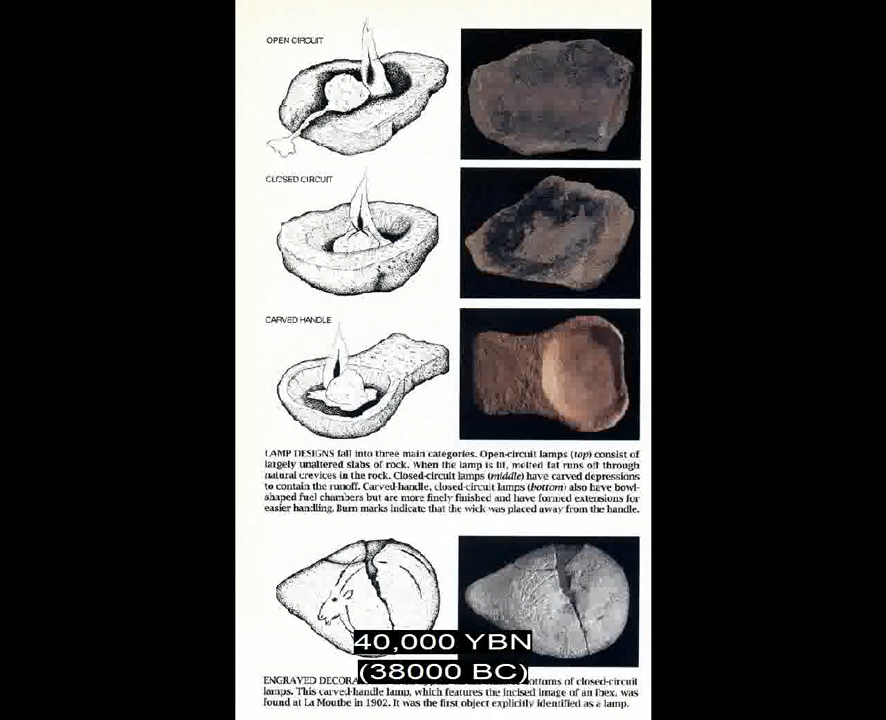 OPEN CIRCUIT
CLOSED CIRCUIT
CARVED HANDLE
LAMP DESIGNS fall into three main categories. Open-circuit lamps (top) consist of
largely unaltered slabs of rock. When the lamp is lit, melted fat runs off through
natural crevices in the rock. Closed-circuit lamps (middle) have carved depressions
to contain the runoff. Carved-handle, closed-circuit lamps (bottom) also have bowl-
shaped fuel chambers but are more finely finished and have formed extensions for
easier handling. Burn marks indicate that the wick was placed away from the handle.
40,000 YBN
(38000 BC)
ENGRAVED DECORA ottoms of closed-circuit
lamps. This carved-handle lamp, which features the incised image of an ibex, was
found at La Mouthe in 1902. It was the first object explicitly identified as a lamp.